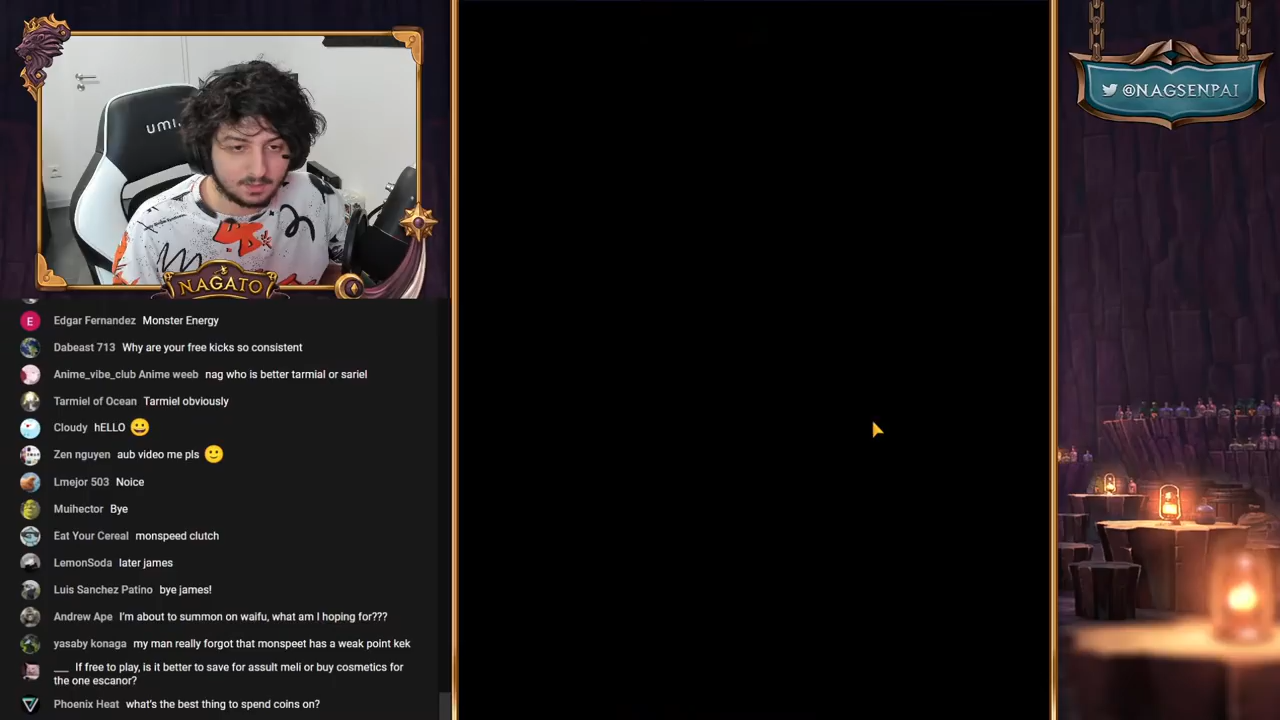 @NAGSENPAI
UMI.
NAGATO
E Edgar Fernandez Monster Energy
Dabeast 713 Why are your free kicks so consistent
Anime_vibe_club Anime weeb nag who is better tarmial or sariel
Tarmiel of Ocean Tarmiel obviously
Cloudy hELLO 😀
Zen nguyen aub video me pls 🙂
Lmejor 503 Noice
Muihector Bye
Eat Your Cereal monspeed clutch
LemonSoda later james
Luis Sanchez Patino bye james!
Andrew Ape I'm about to summon on waifu, what am I hoping for???
yasaby konaga my man really forgot that monspeet has a weak point kek
___ If free to play, is it better to save for assult meli or buy cosmetics for
the one escanor?
Phoenix Heat what's the best thing to spend coins on?